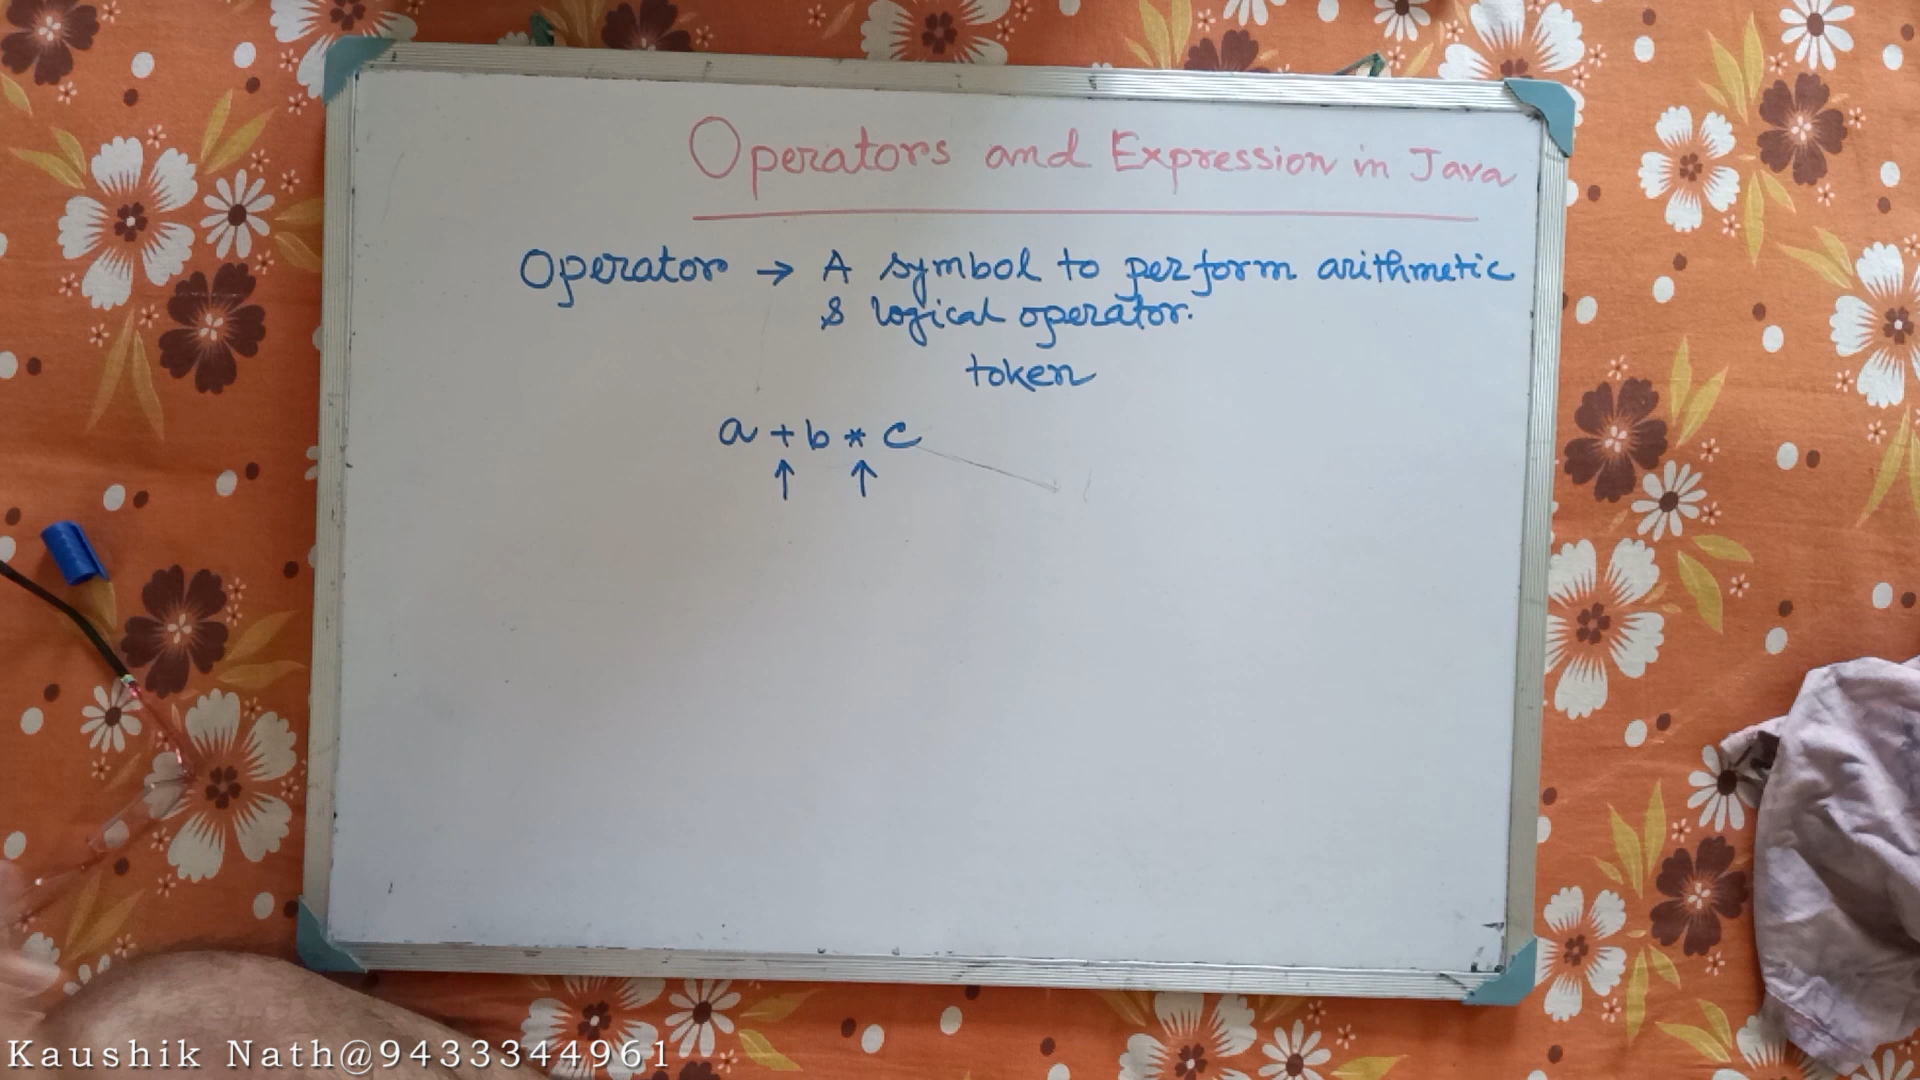 Operators and Expression in Java
Operator → A symbol to perform arithmetic
& logical operator.
token
a + b * c
↑ ↑
Kaushik Nath@9433344961